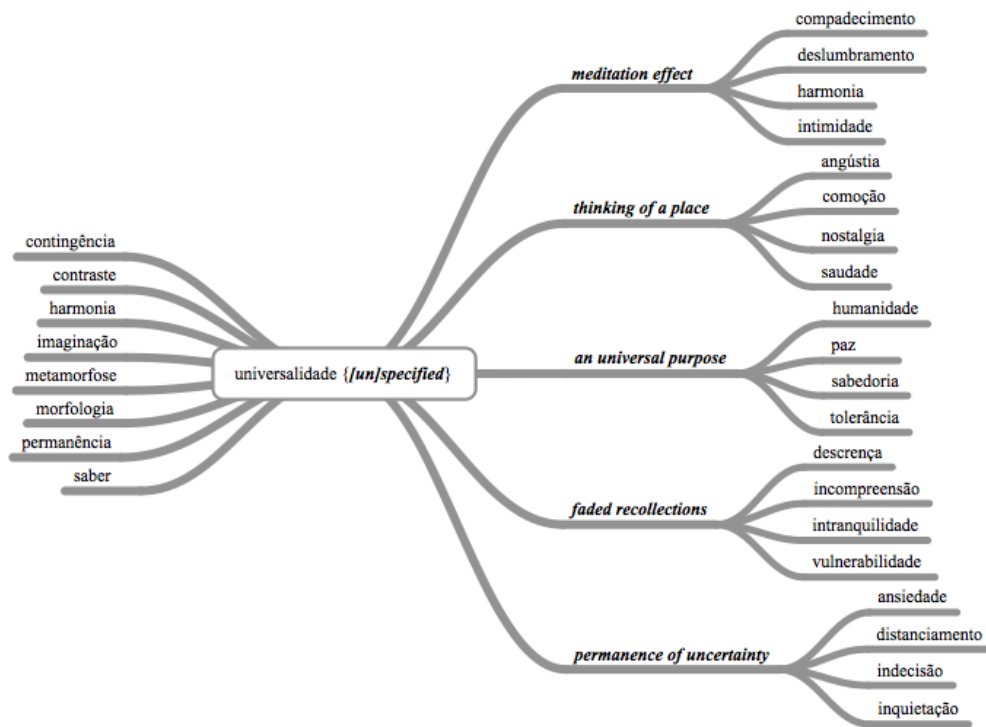 compadecimento
deslumbramento
meditation effect
harmonia
intimidade
angústia
comoção
thinking of a place
nostalgia
saudade
contingência
contraste
harmonia
imaginação
metamorfose
morfologia
permanência
saber
universalidade {[un]specified}
humanidade
paz
an universal purpose
sabedoria
tolerância
descrença
incompreensão
faded recollections
intranquilidade
vulnerabilidade
ansiedade
distanciamento
permanence of uncertainty
indecisão
inquietação